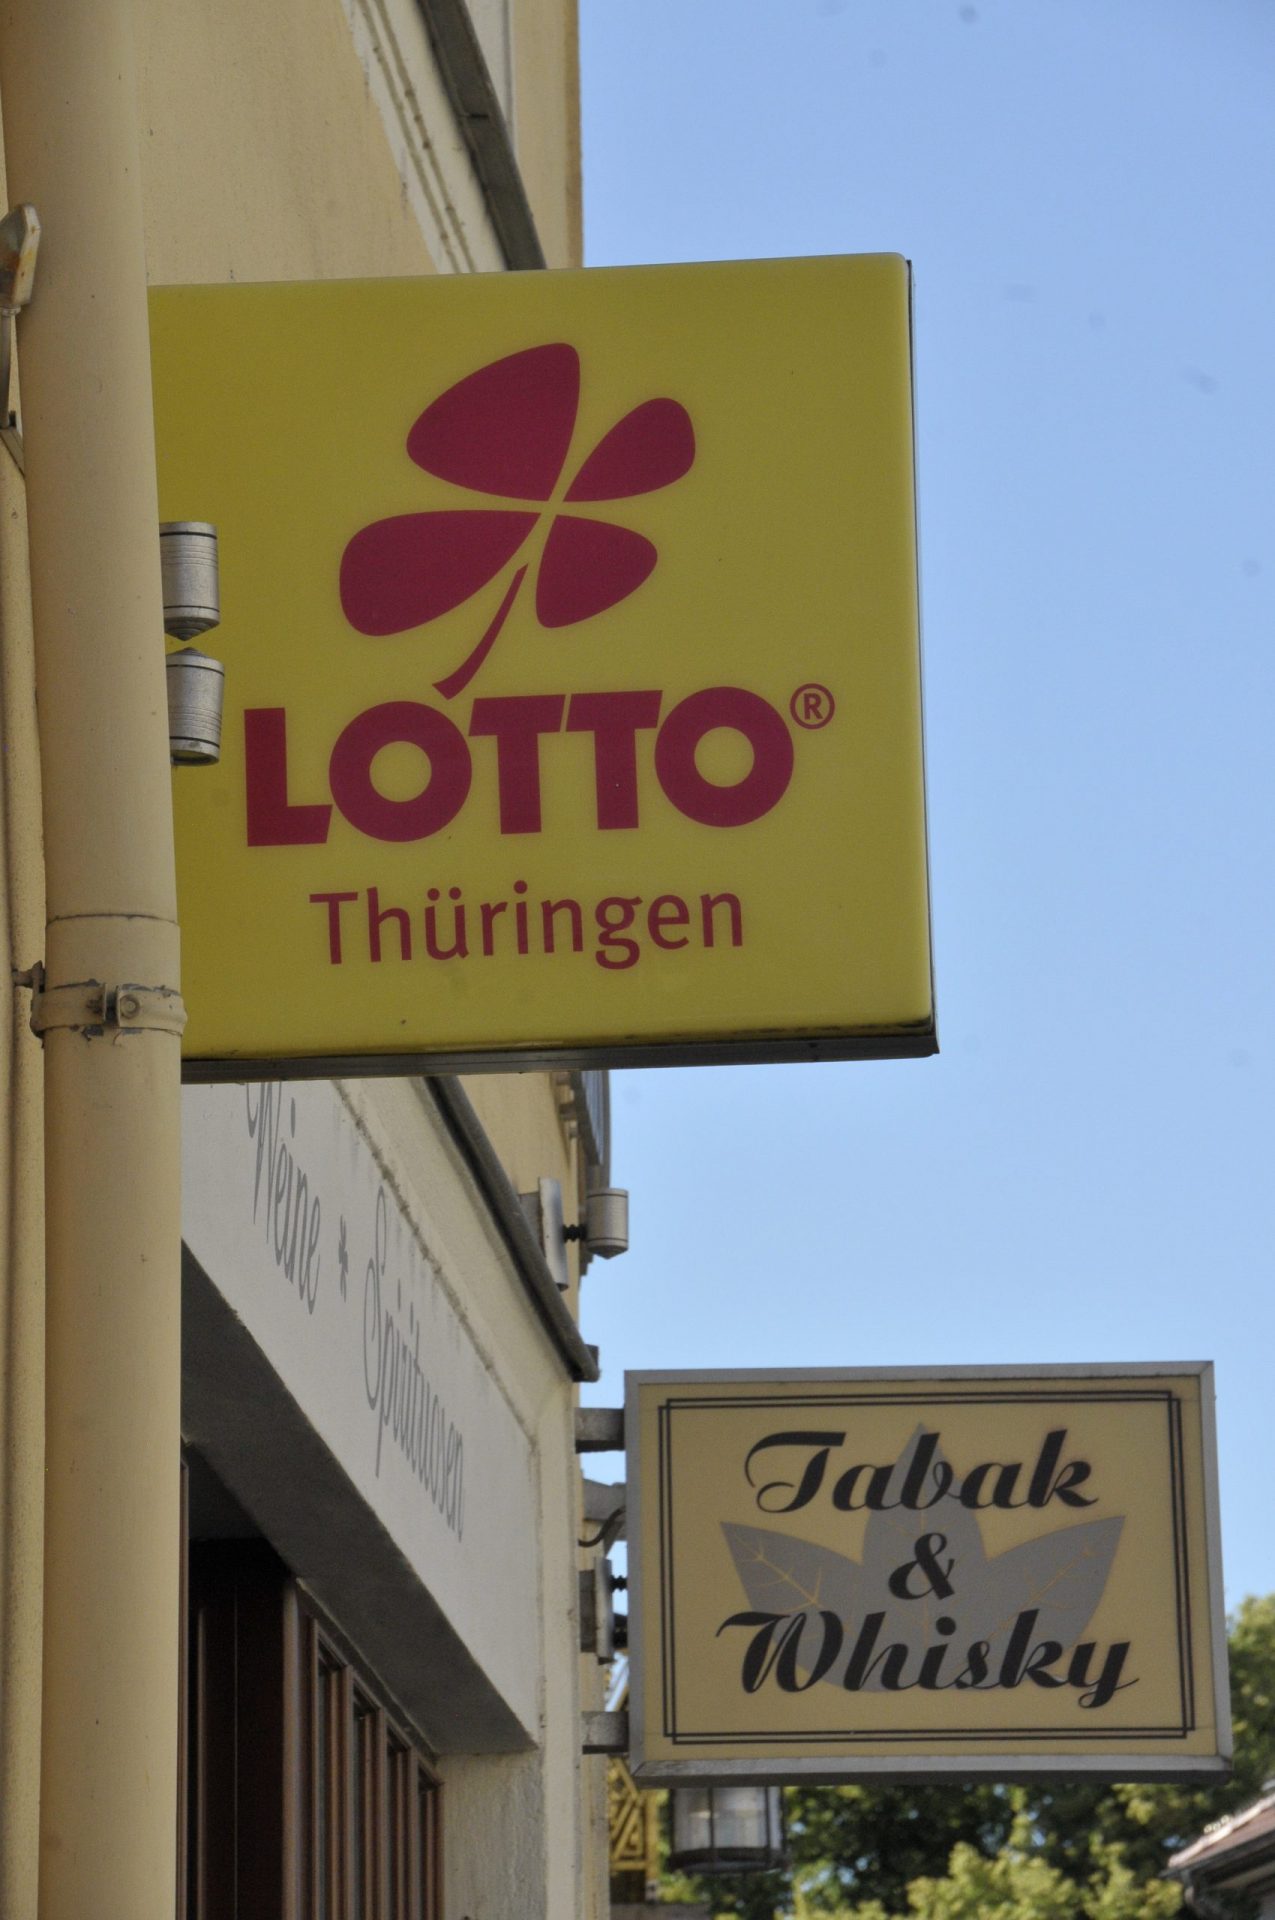 LOTTO®
Thüringen
Weine * Spirituosen
Tabak
&
Whisky